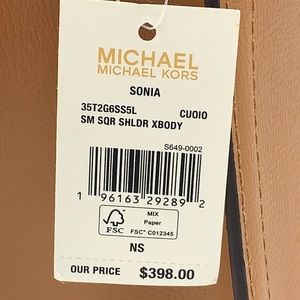 MICHAEL
MICHAEL KORS
SONIA
35T2G6SS5L CUOIO
SM SQR SHLDR XBODY
S649-0002
1 96163 29289 2
FSC
MIX
Paper
FSC™ C012345
NS
OUR PRICE $398.00